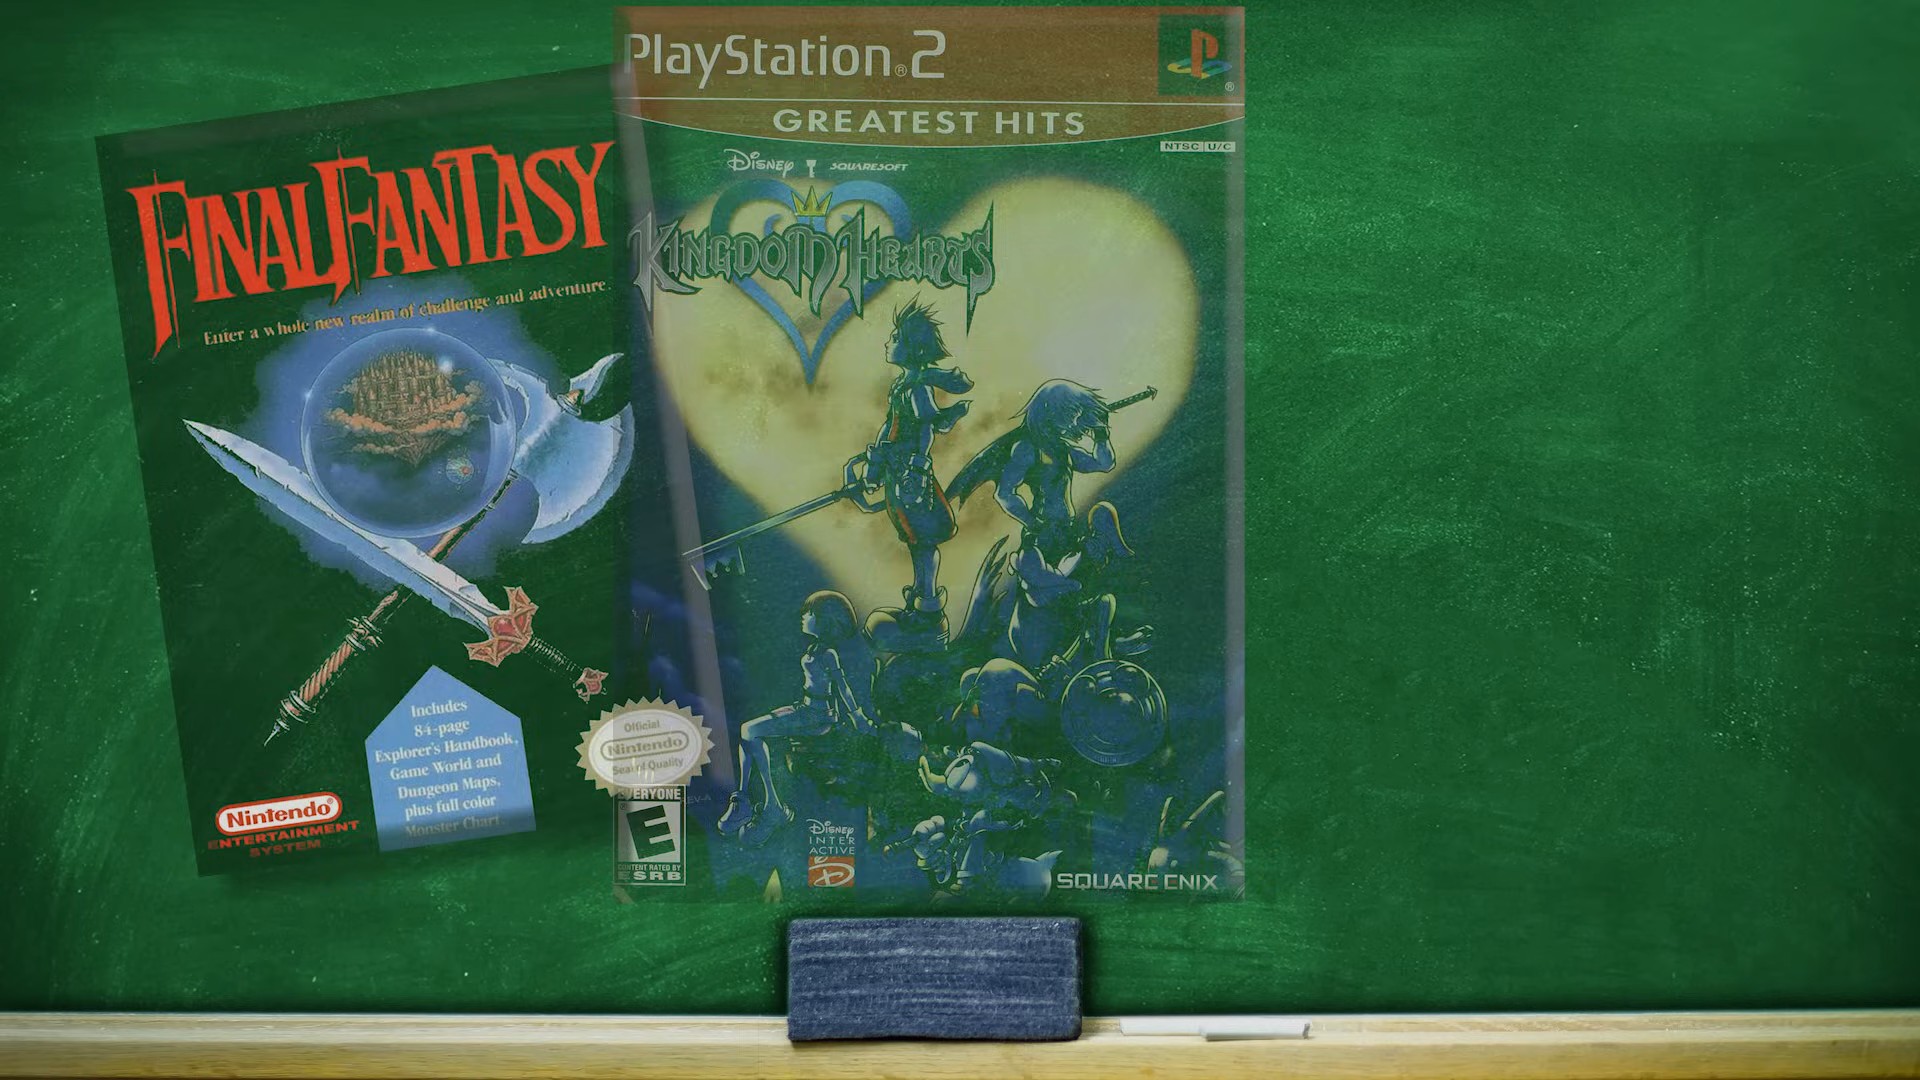 FINAL FANTASY
Enter a whole new realm of challenge and adventure.
Includes
84-page
Explorer's Handbook,
Game World and
Dungeon Maps,
plus full color
Monster Chart.
Nintendo®
ENTERTAINMENT
SYSTEM
Official
Nintendo
Seal of Quality
PlayStation®2
®
GREATEST HITS
NTSC U/C
Disney SQUARESOFT
KINGDOM HEARTS
EVERYONE
E
CONTENT RATED BY
ESRB
Disney
INTER
ACTIVE
D
SQUARE ENIX